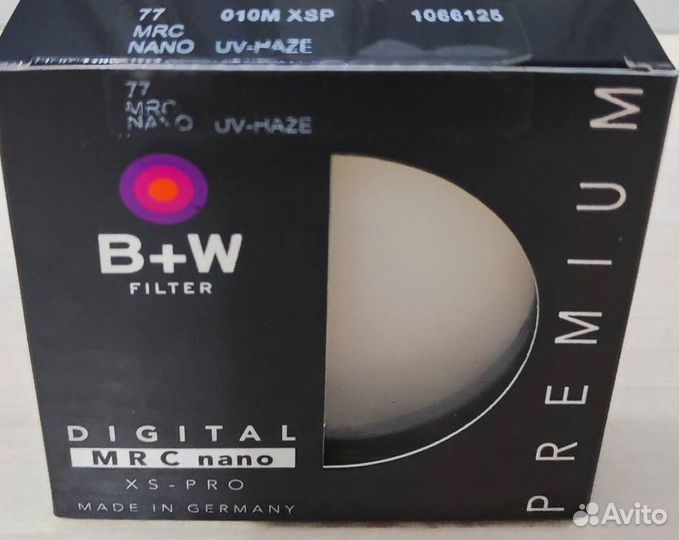 77 010M XSP 1066125
MRC
NANO UV-HAZE
77
MRC
NANO UV-HAZE
B+W
FILTER
PREMIUM
DIGITAL
MRC nano
XS-PRO
MADE IN GERMANY
Avito